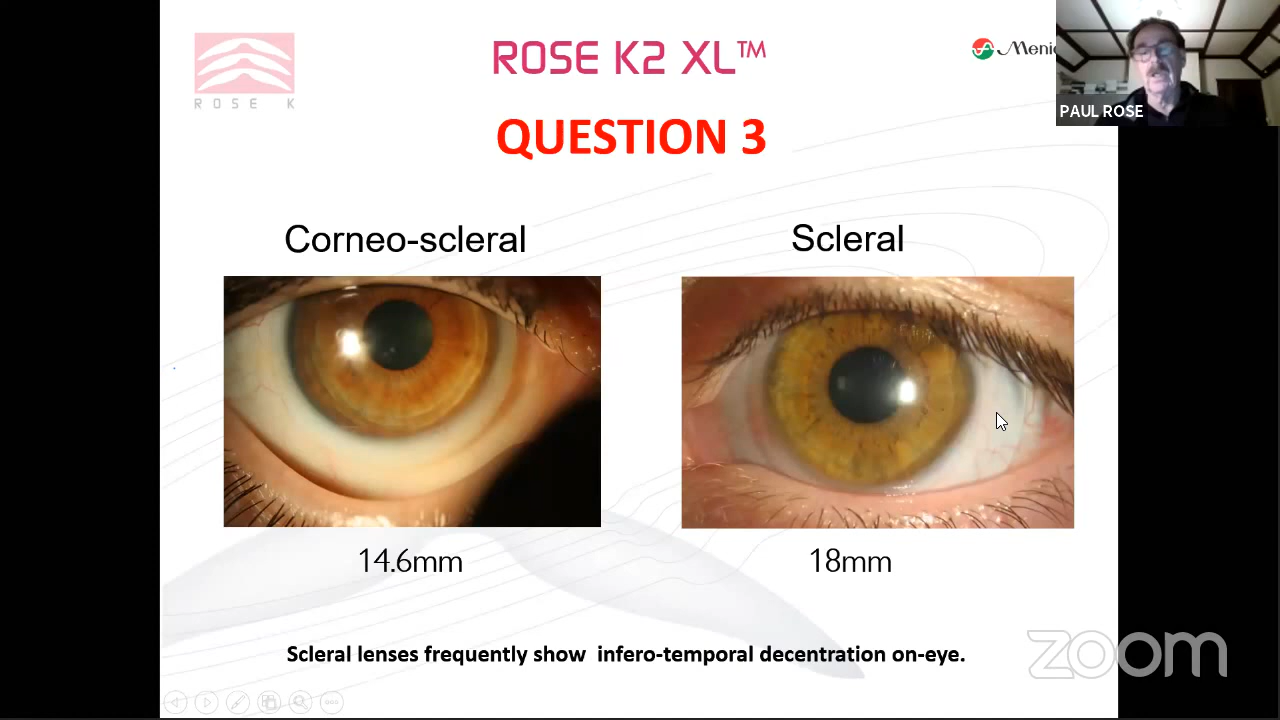 ROSE K2 XL™
Menic
ROSE K
QUESTION 3
PAUL ROSE
Corneo-scleral
Scleral
14.6mm
18mm
Scleral lenses frequently show infero-temporal decentration on-eye.
zoom